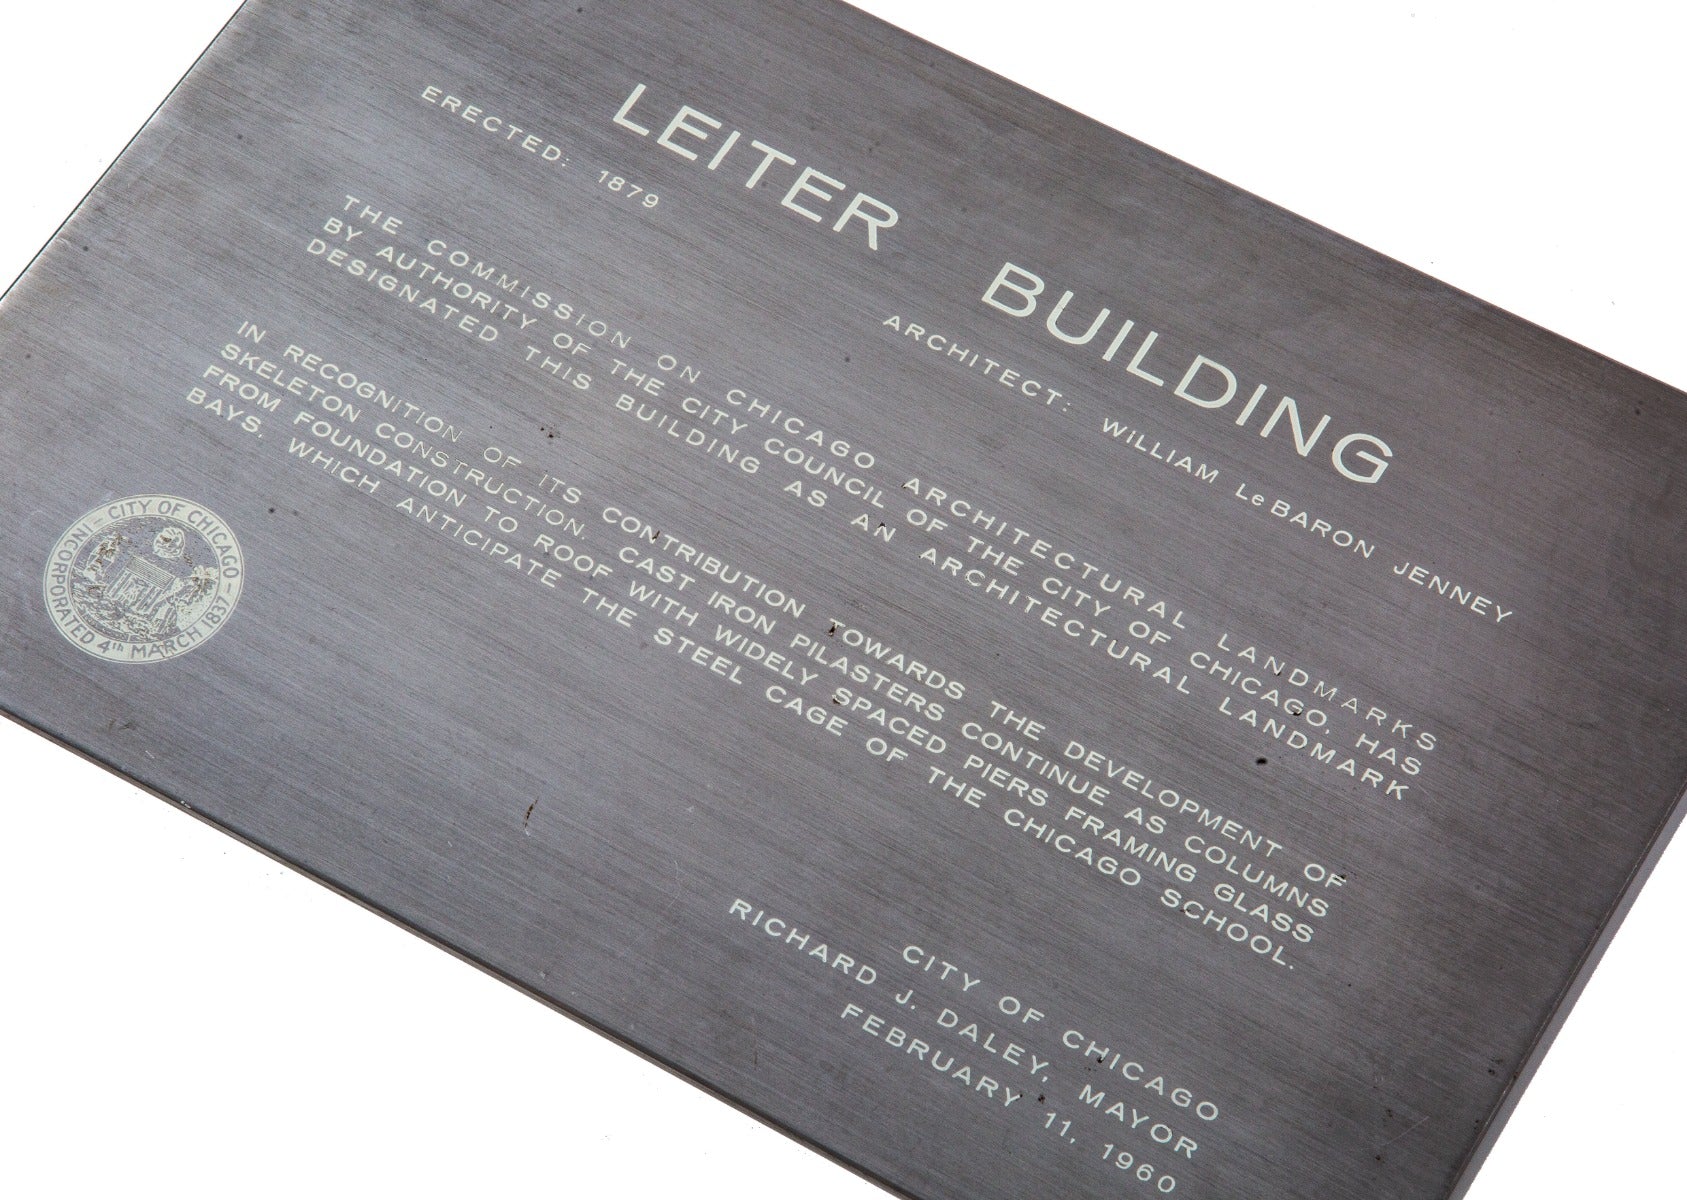 LEITER BUILDING
ERECTED: 1879 ARCHITECT: WILLIAM LeBARON JENNEY
THE COMMISSION ON CHICAGO ARCHITECTURAL LANDMARKS
BY AUTHORITY OF THE CITY COUNCIL OF THE CITY OF CHICAGO, HAS
DESIGNATED THIS BUILDING AS AN ARCHITECTURAL LANDMARK
IN RECOGNITION OF ITS CONTRIBUTION TOWARDS THE DEVELOPMENT OF
SKELETON CONSTRUCTION. CAST IRON PILASTERS CONTINUE AS COLUMNS
FROM FOUNDATION TO ROOF WITH WIDELY SPACED PIERS FRAMING GLASS
BAYS, WHICH ANTICIPATE THE STEEL CAGE OF THE CHICAGO SCHOOL.
CITY OF CHICAGO
INCORPORATED 4th MARCH 1837
CITY OF CHICAGO
RICHARD J. DALEY, MAYOR
FEBRUARY 11, 1960